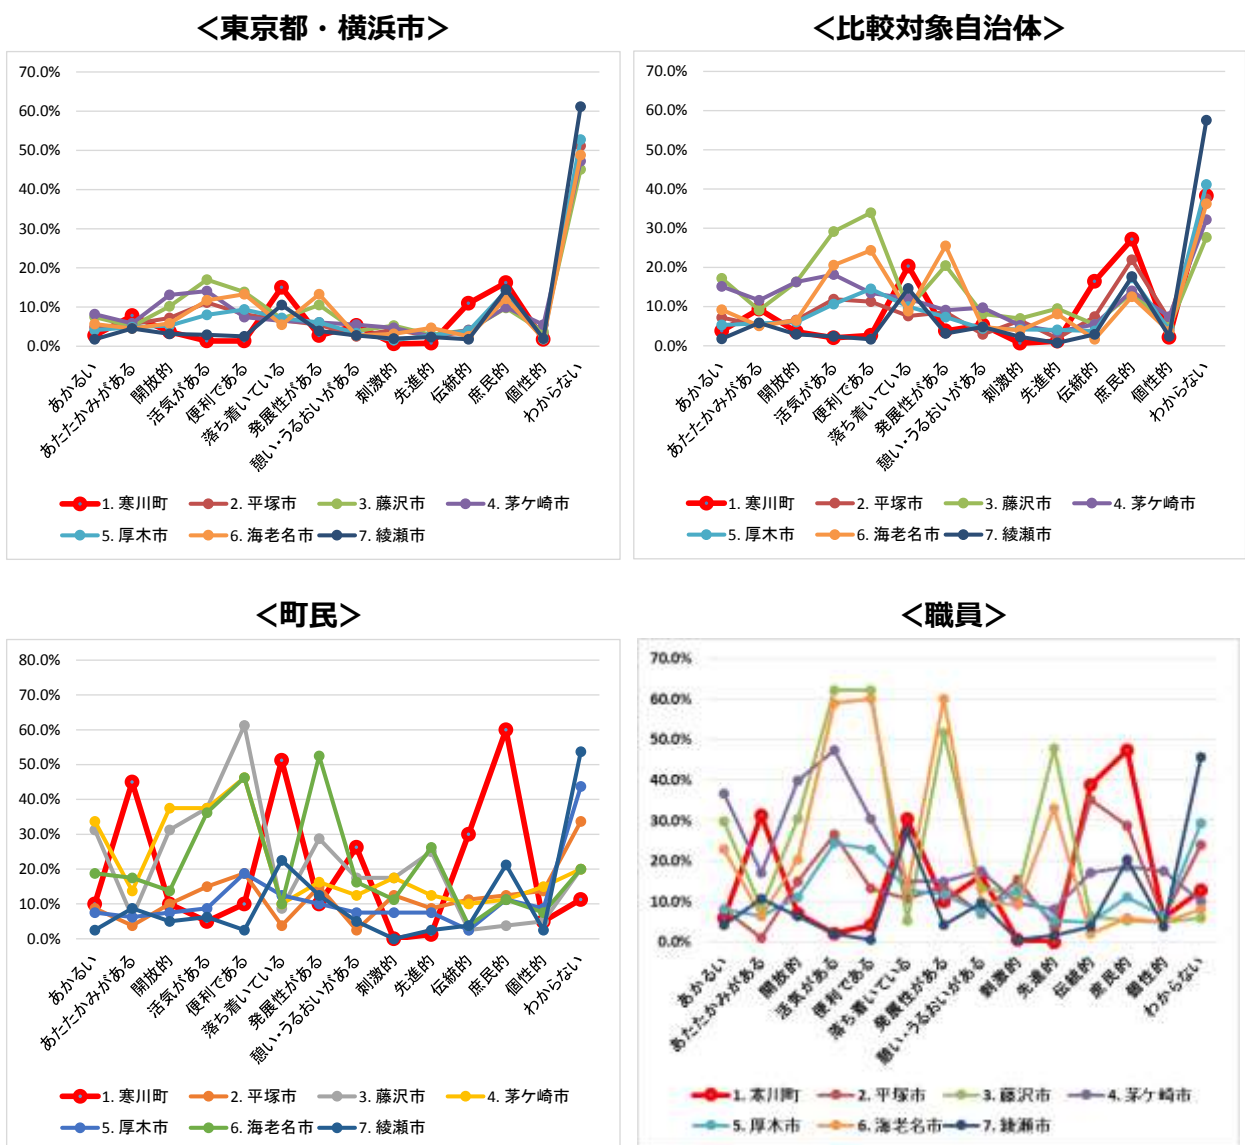 ＜東京都・横浜市＞
70.0%
60.0%
50.0%
40.0%
30.0%
20.0%
10.0%
0.0%
あかるい
あたたかみがある
開放的
活気がある
便利である
落ち着いている
発展性がある
憩い・うるおいがある
刺激的
先進的
伝統的
庶民的
個性的
わからない
1. 寒川町 2. 平塚市 3. 藤沢市 4. 茅ケ崎市
5. 厚木市 6. 海老名市 7. 綾瀬市
＜比較対象自治体＞
70.0%
60.0%
50.0%
40.0%
30.0%
20.0%
10.0%
0.0%
あかるい
あたたかみがある
開放的
活気がある
便利である
落ち着いている
発展性がある
憩い・うるおいがある
刺激的
先進的
伝統的
庶民的
個性的
わからない
1. 寒川町 2. 平塚市 3. 藤沢市 4. 茅ケ崎市
5. 厚木市 6. 海老名市 7. 綾瀬市
＜町民＞
80.0%
70.0%
60.0%
50.0%
40.0%
30.0%
20.0%
10.0%
0.0%
あかるい
あたたかみがある
開放的
活気がある
便利である
落ち着いている
発展性がある
憩い・うるおいがある
刺激的
先進的
伝統的
庶民的
個性的
わからない
1. 寒川町 2. 平塚市 3. 藤沢市 4. 茅ケ崎市
5. 厚木市 6. 海老名市 7. 綾瀬市
＜職員＞
70.0%
60.0%
50.0%
40.0%
30.0%
20.0%
10.0%
0.0%
あかるい
あたたかみがある
開放的
活気がある
便利である
落ち着いている
発展性がある
憩い・うるおいがある
刺激的
先進的
伝統的
庶民的
個性的
わからない
1. 寒川町 2. 平塚市 3. 藤沢市 4. 茅ケ崎市
5. 厚木市 6. 海老名市 7. 綾瀬市